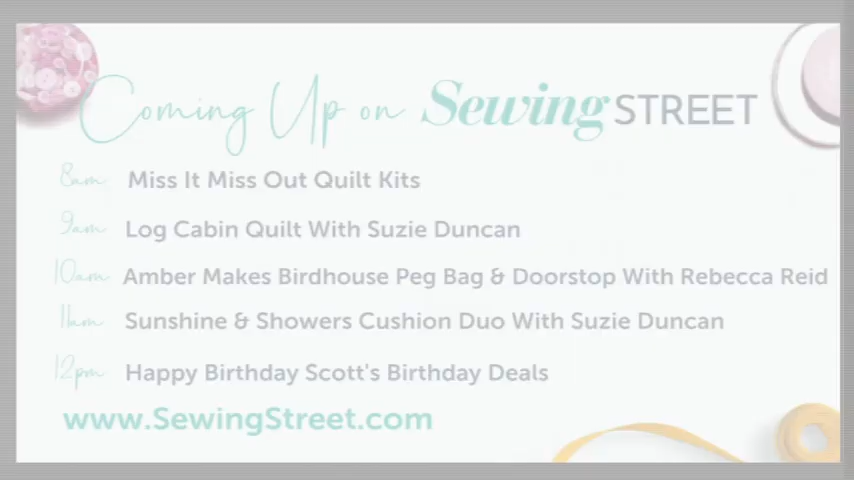 Coming Up on Sewing STREET
8am Miss It Miss Out Quilt Kits
9am Log Cabin Quilt With Suzie Duncan
10am Amber Makes Birdhouse Peg Bag & Doorstop With Rebecca Reid
11am Sunshine & Showers Cushion Duo With Suzie Duncan
12pm Happy Birthday Scott's Birthday Deals
www.SewingStreet.com